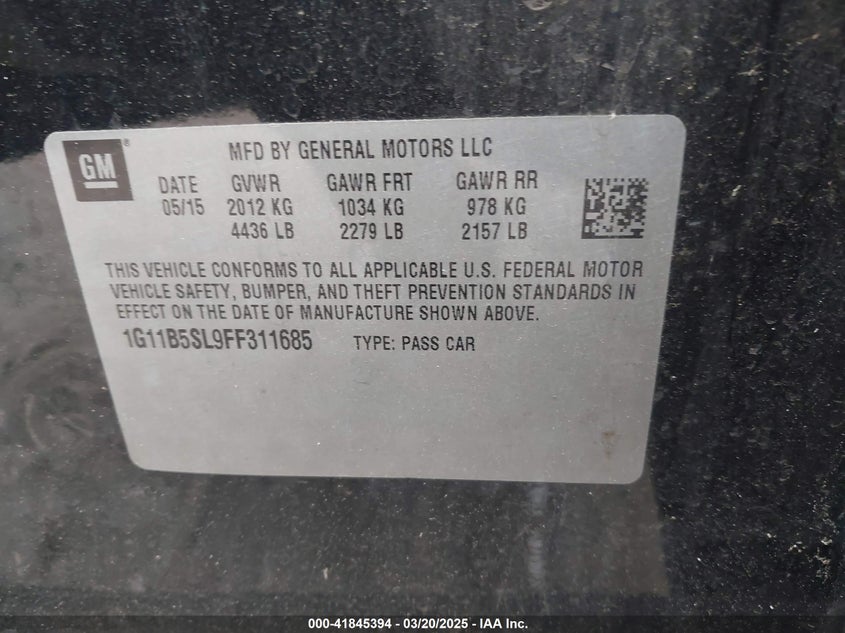 GM®
MFD BY GENERAL MOTORS LLC
DATE GVWR GAWR FRT GAWR RR
05/15 2012 KG 1034 KG 978 KG
4436 LB 2279 LB 2157 LB
THIS VEHICLE CONFORMS TO ALL APPLICABLE U.S. FEDERAL MOTOR
VEHICLE SAFETY, BUMPER, AND THEFT PREVENTION STANDARDS IN
EFFECT ON THE DATE OF MANUFACTURE SHOWN ABOVE.
1G11B5SL9FF311685 TYPE: PASS CAR
000-41845394 — 03/20/2025 — IAA Inc.